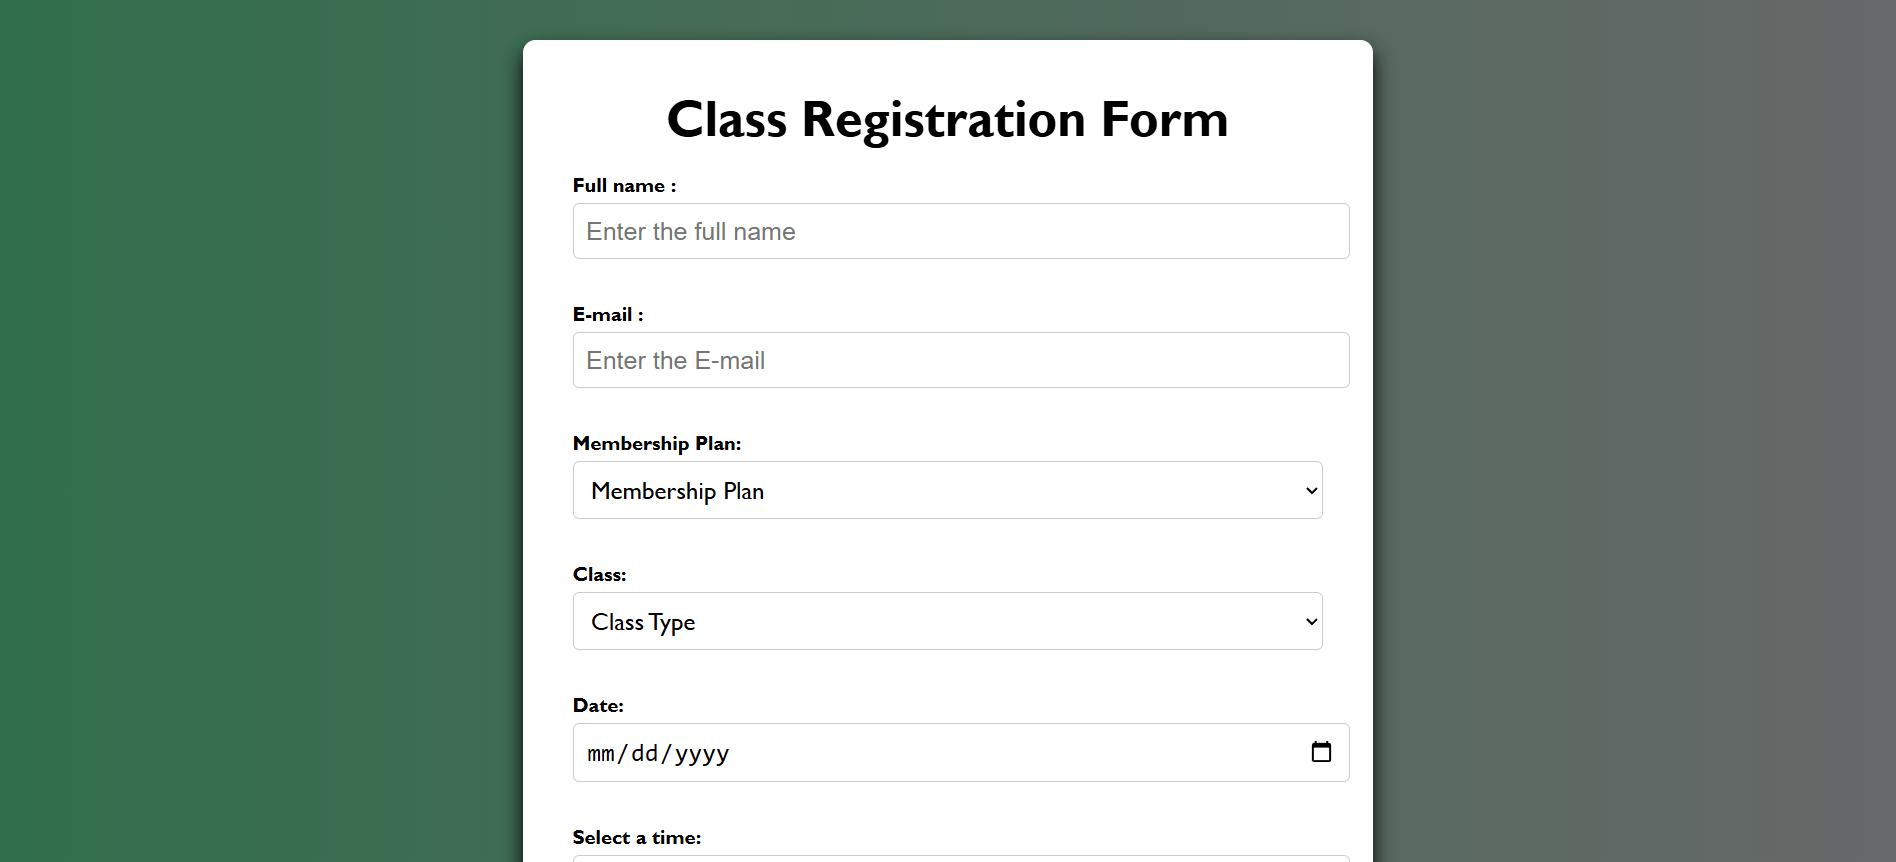 Class Registration Form
Full name :
Enter the full name
E-mail :
Enter the E-mail
Membership Plan:
Membership Plan
Class:
Class Type
Date:
mm/dd/yyyy
Select a time: